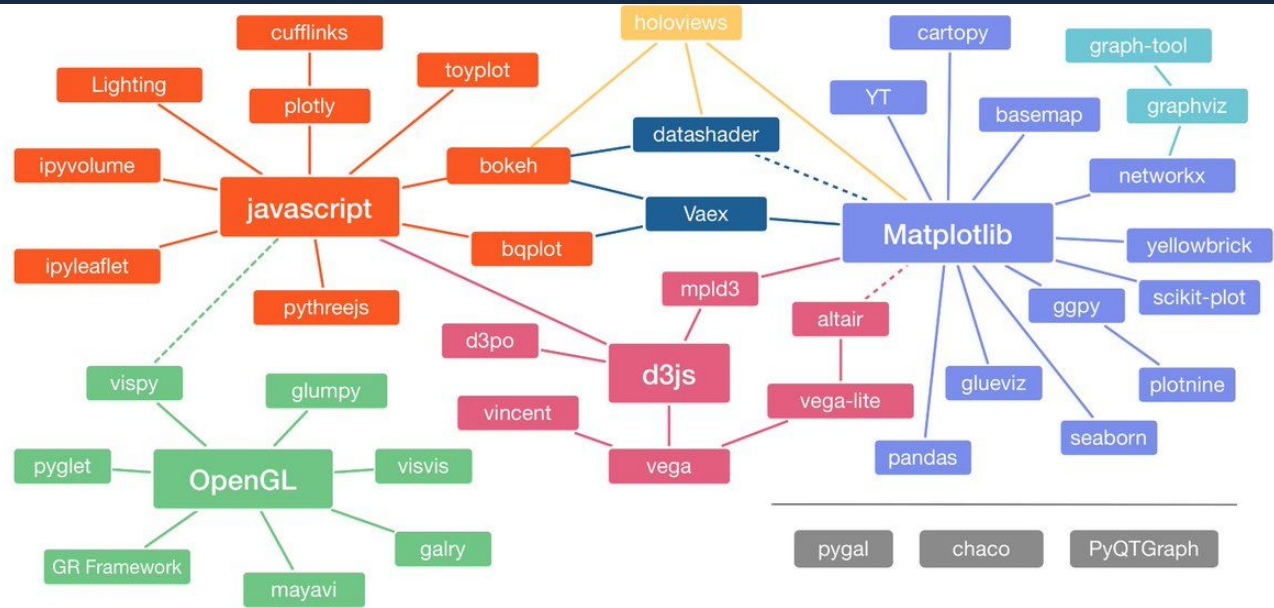 holoviews
cufflinks
cartopy
graph-tool
Lighting
toyplot
plotly
YT
graphviz
basemap
datashader
ipyvolume
bokeh
networkx
javascript
Vaex
Matplotlib
yellowbrick
bqplot
ipyleaflet
mpld3
scikit-plot
pythreejs
ggpy
altair
d3po
d3js
vispy
glumpy
glueviz
plotnine
vega-lite
vincent
seaborn
pandas
pyglet
OpenGL
visvis
vega
galry
pygal
chaco
PyQTGraph
GR Framework
mayavi